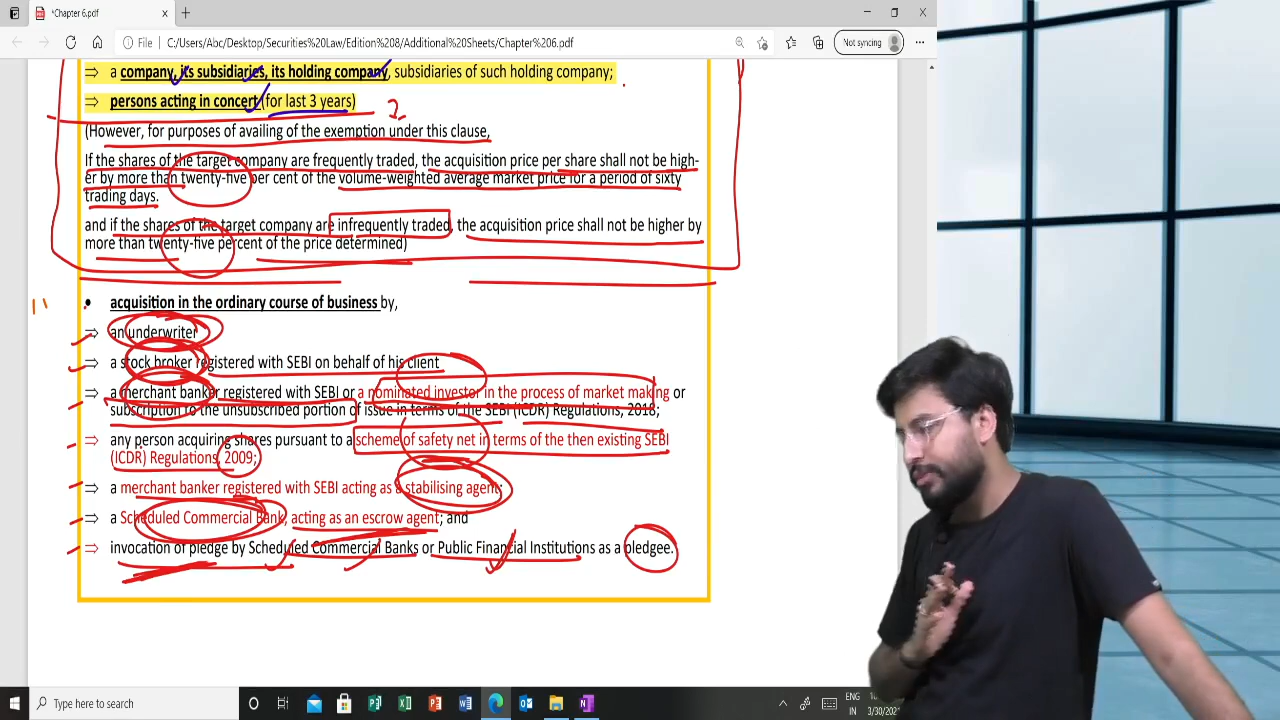 *Chapter 6.pdf
File C:/Users/Abc/Desktop/Securities%20Law/Edition%208/Additional%20Sheets/Chapter%206.pdf
Not syncing
⇒ a company, its subsidiaries, its holding company, subsidiaries of such holding company;
⇒ persons acting in concert (for last 3 years)
(However, for purposes of availing of the exemption under this clause,
If the shares of the target company are frequently traded, the acquisition price per share shall not be high-
er by more than twenty-five per cent of the volume-weighted average market price for a period of sixty
trading days.
and if the shares of the target company are infrequently traded, the acquisition price shall not be higher by
more than twenty-five percent of the price determined)
• acquisition in the ordinary course of business by,
⇒ an underwriter
⇒ a stock broker registered with SEBI on behalf of his client
⇒ a merchant banker registered with SEBI or a nominated investor in the process of market making or
subscription to the unsubscribed portion of issue in terms of the SEBI (ICDR) Regulations, 2018;
⇒ any person acquiring shares pursuant to a scheme of safety net in terms of the then existing SEBI
(ICDR) Regulations, 2009;
⇒ a merchant banker registered with SEBI acting as a stabilising agent;
⇒ a Scheduled Commercial Bank, acting as an escrow agent; and
⇒ invocation of pledge by Scheduled Commercial Banks or Public Financial Institutions as a pledgee.
Type here to search
ENG
IN